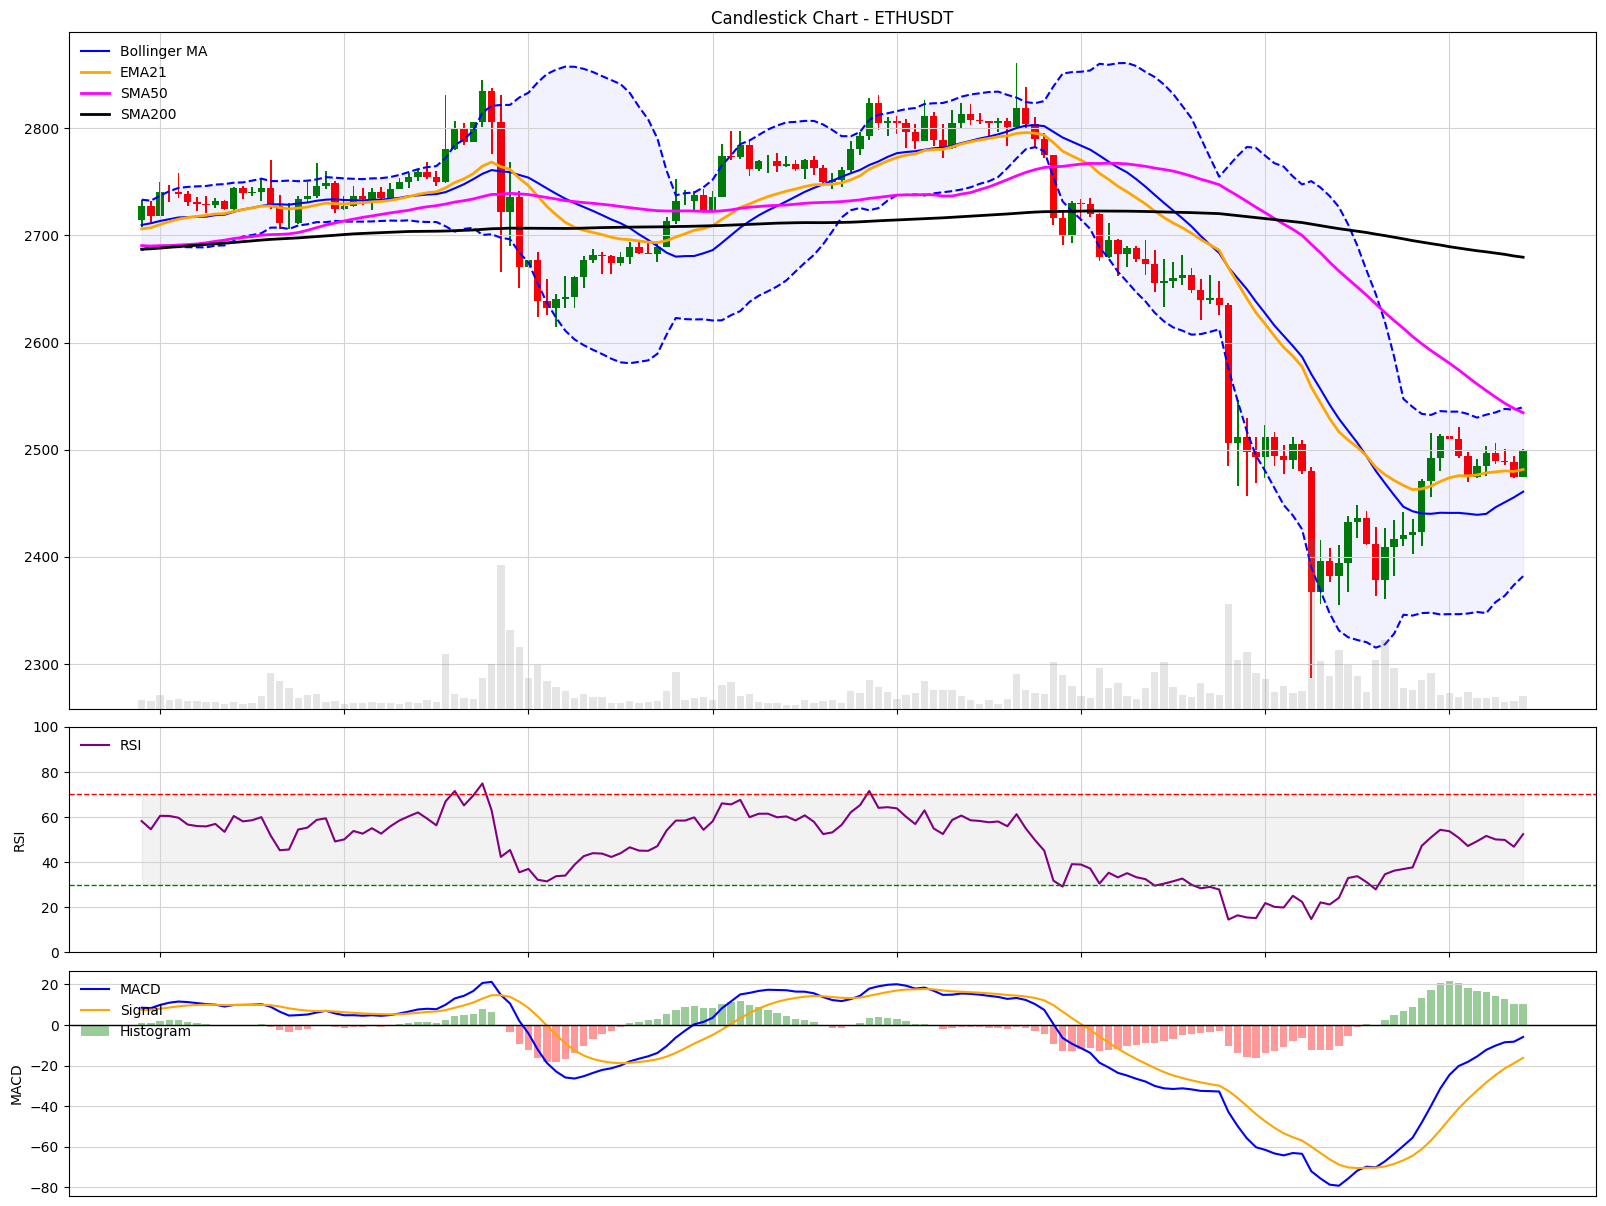 Candlestick Chart - ETHUSDT
Bollinger MA
EMA21
SMA50
SMA200
2800
2700
2600
2500
2400
2300
100
80
60
40
20
0
RSI
RSI
20
0
−20
−40
−60
−80
MACD
MACD
Signal
Histogram